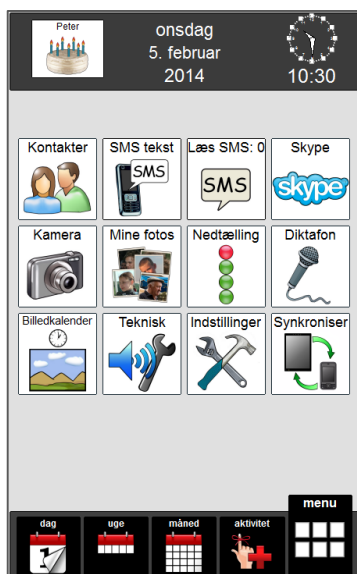 Peter
onsdag
5. februar
2014
10:30
Kontakter
SMS tekst
SMS
Læs SMS: 0
SMS
Skype
skype
Kamera
Mine fotos
Nedtælling
Diktafon
Billedkalender
Teknisk
Indstillinger
Synkroniser
dag
1
uge
måned
aktivitet
menu